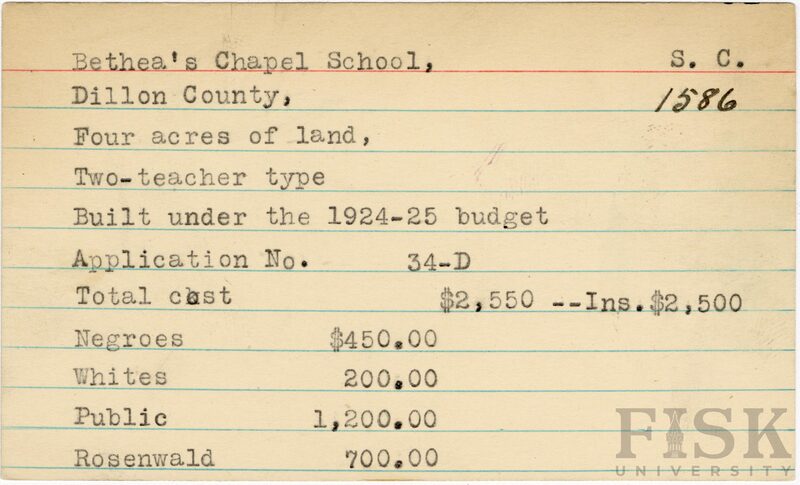 Bethea's Chapel School, S. C.
Dillon County, 1586
Four acres of land,
Two-teacher type
Built under the 1924-25 budget
Application No. 34-D
Total cost $2,550 --Ins.$2,500
Negroes $450.00
Whites 200.00
Public 1,200.00
Rosenwald 700.00
FISK
UNIVERSITY